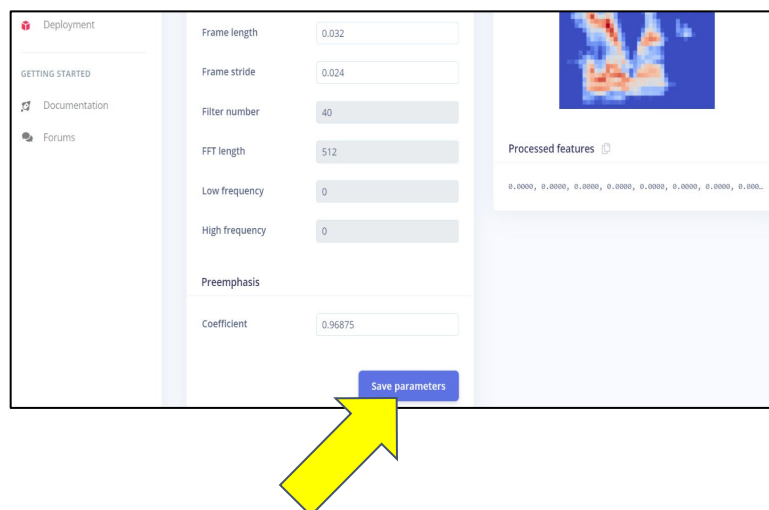 Deployment
GETTING STARTED
Documentation
Forums
Frame length 0.032
Frame stride 0.024
Filter number 40
FFT length 512
Low frequency 0
High frequency 0
Preemphasis
Coefficient 0.96875
Save parameters
Processed features
0.0000, 0.0000, 0.0000, 0.0000, 0.0000, 0.0000, 0.0000, 0.000…